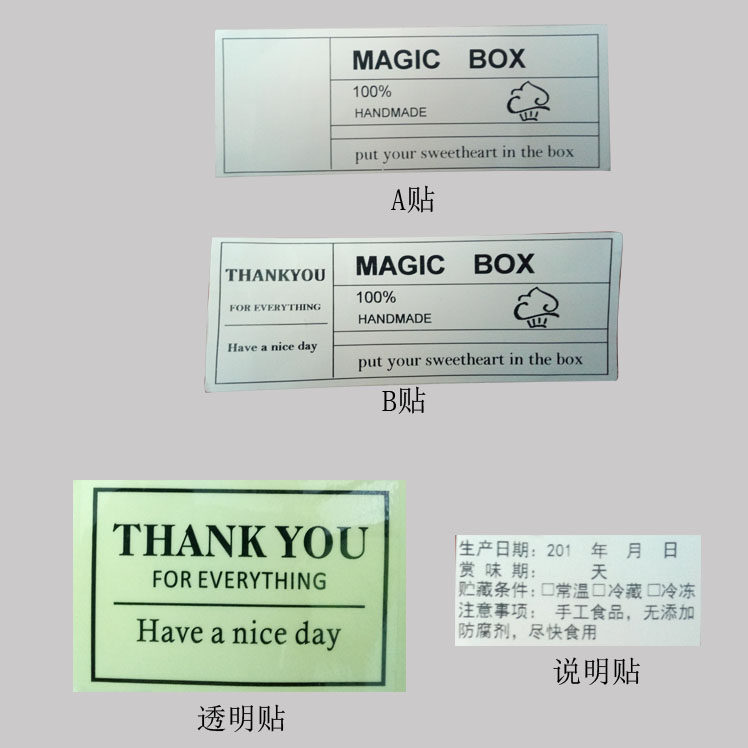 MAGIC BOX
100%
HANDMADE
put your sweetheart in the box
A贴
THANKYOU
FOR EVERYTHING
Have a nice day
MAGIC BOX
100%
HANDMADE
put your sweetheart in the box
B贴
THANK YOU
FOR EVERYTHING
Have a nice day
透明贴
生产日期：201 年 月 日
赏味期： 天
贮藏条件：□常温□冷藏□冷冻
注意事项： 手工食品，无添加
防腐剂，尽快食用
说明贴